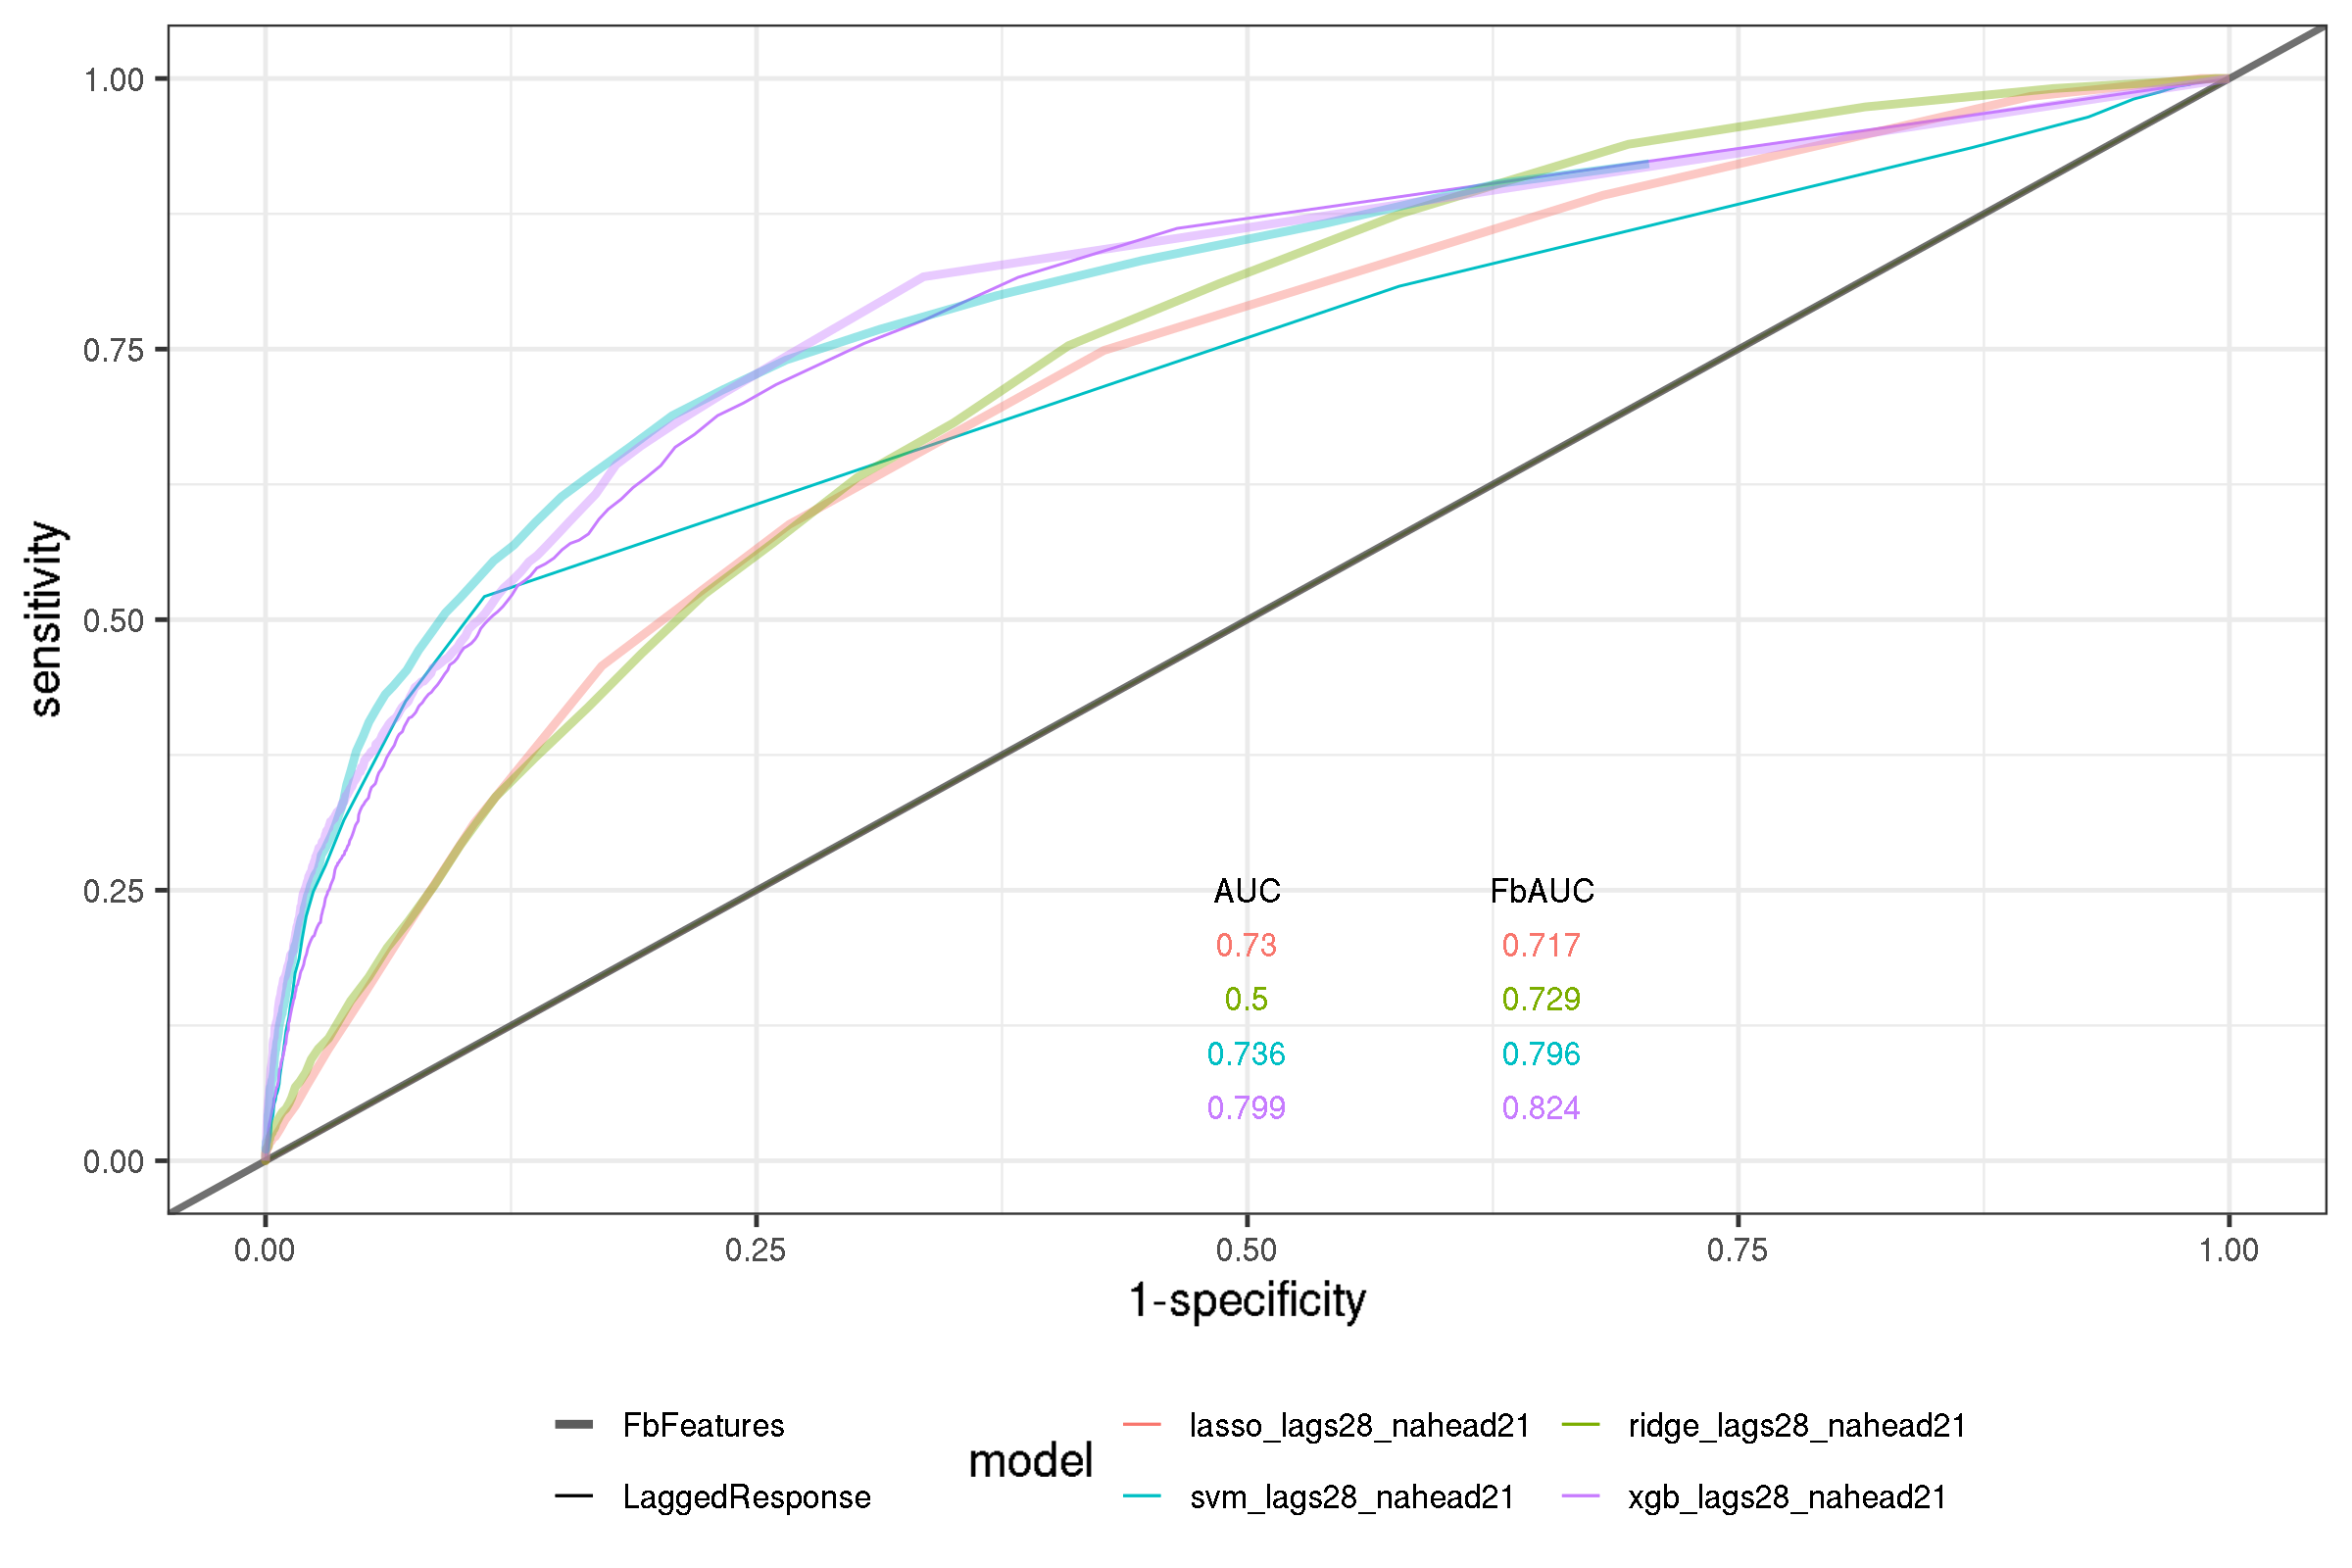 1.00
0.75
0.50
0.25
0.00
sensitivity
AUC FbAUC
0.73 0.717
0.5 0.729
0.736 0.796
0.799 0.824
0.00 0.25 0.50 0.75 1.00
1-specificity
FbFeatures
LaggedResponse
model
lasso_lags28_nahead21 ridge_lags28_nahead21
svm_lags28_nahead21 xgb_lags28_nahead21